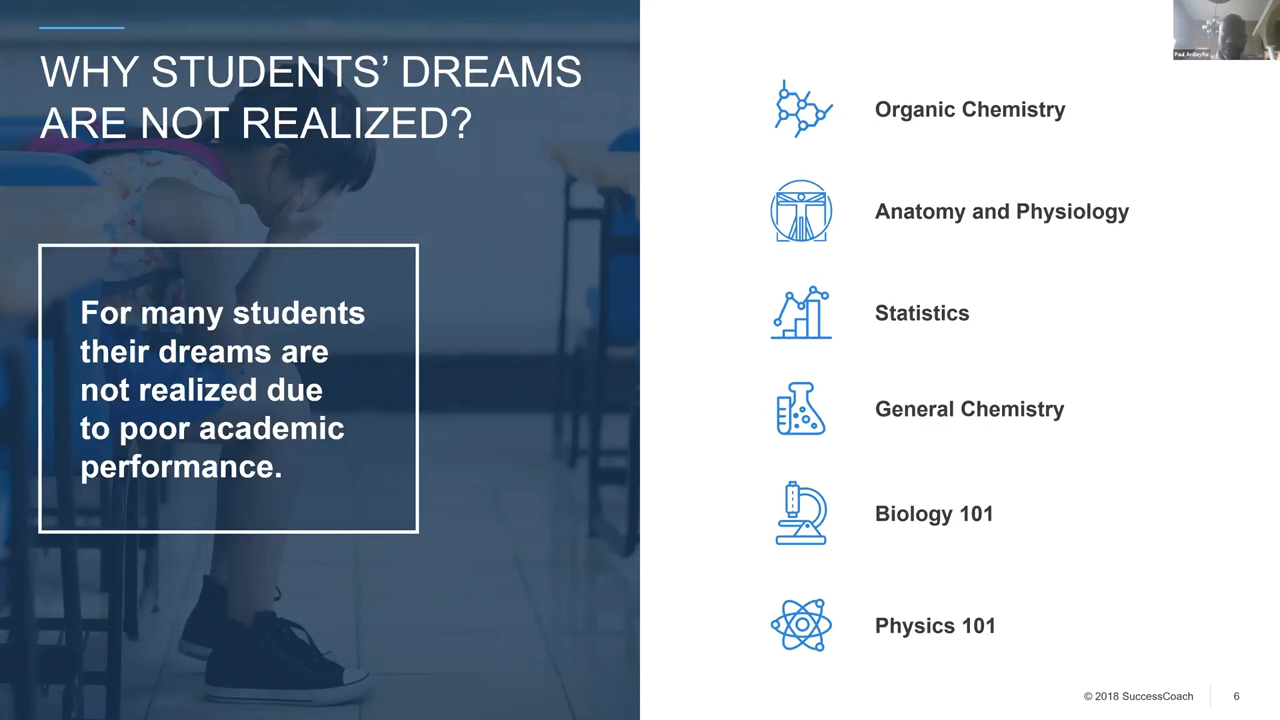 WHY STUDENTS’ DREAMS
ARE NOT REALIZED?
For many students
their dreams are
not realized due
to poor academic
performance.
Organic Chemistry
Anatomy and Physiology
Statistics
General Chemistry
Biology 101
Physics 101
© 2018 SuccessCoach
6